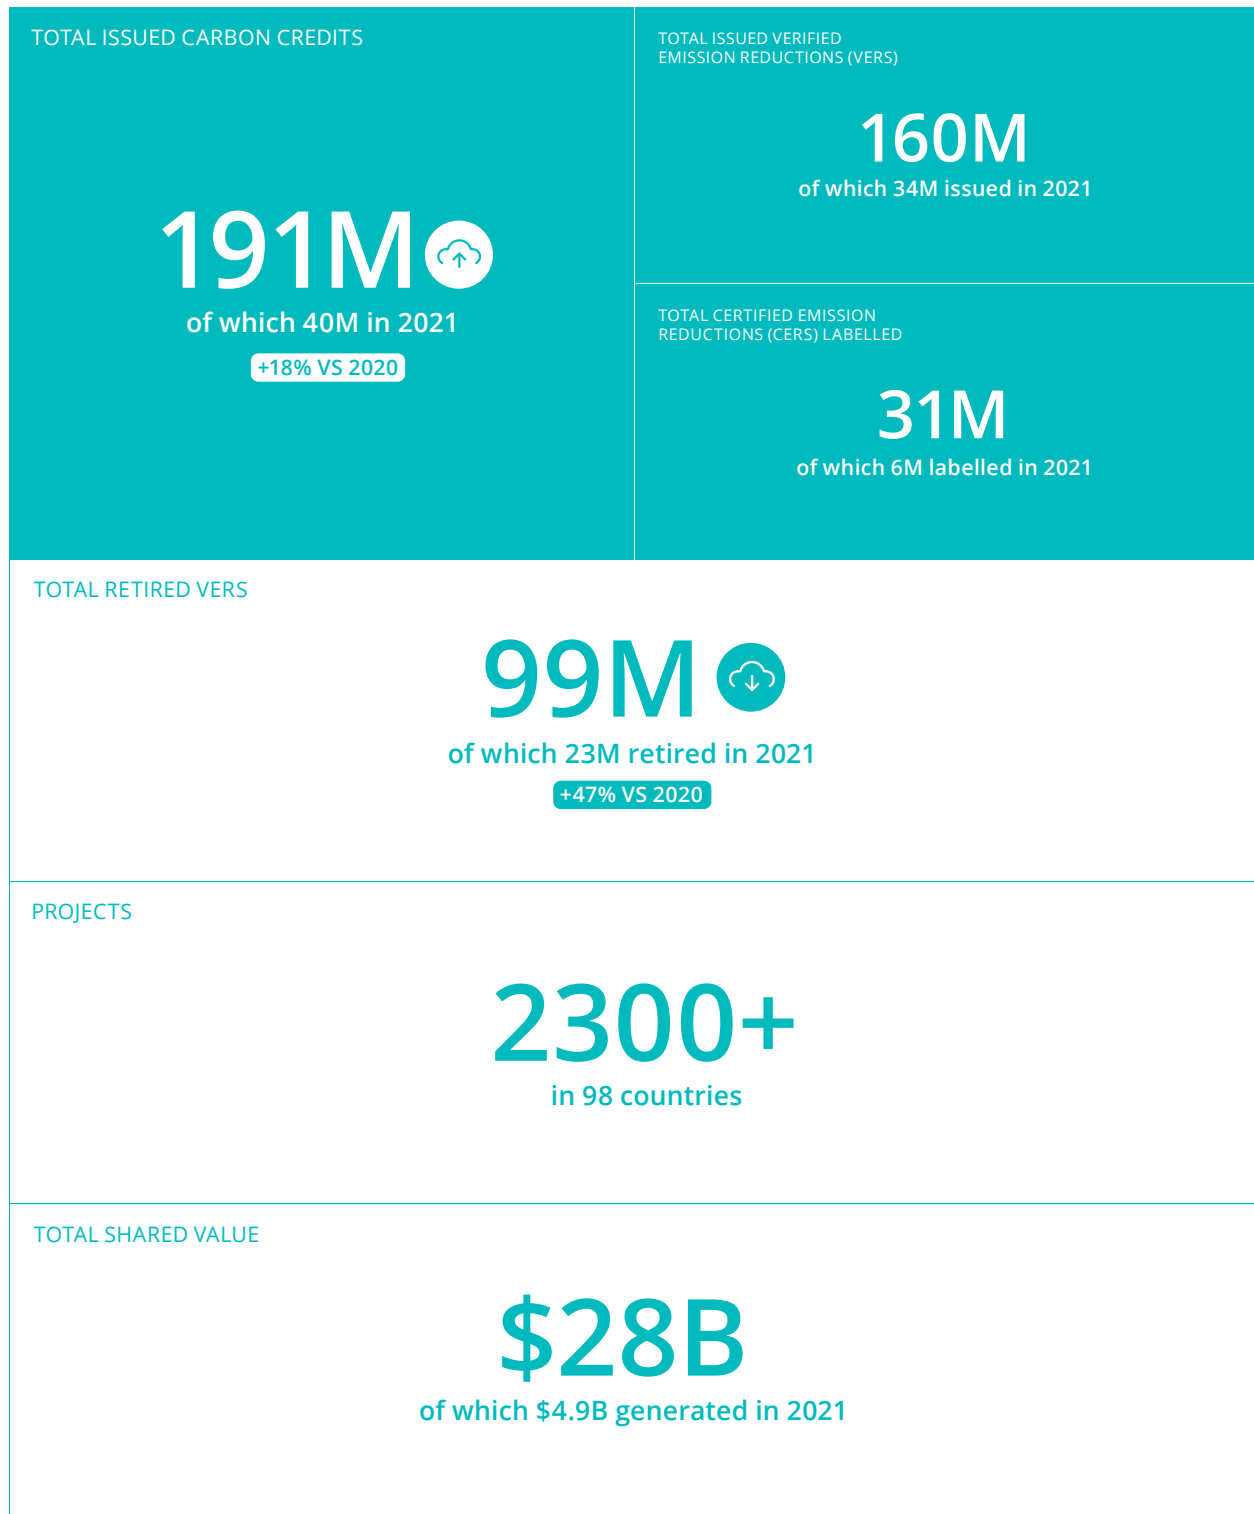 TOTAL ISSUED CARBON CREDITS
191M
of which 40M in 2021
+18% VS 2020
TOTAL ISSUED VERIFIED
EMISSION REDUCTIONS (VERS)
160M
of which 34M issued in 2021
TOTAL CERTIFIED EMISSION
REDUCTIONS (CERS) LABELLED
31M
of which 6M labelled in 2021
TOTAL RETIRED VERS
99M
of which 23M retired in 2021
+47% VS 2020
PROJECTS
2300+
in 98 countries
TOTAL SHARED VALUE
$28B
of which $4.9B generated in 2021